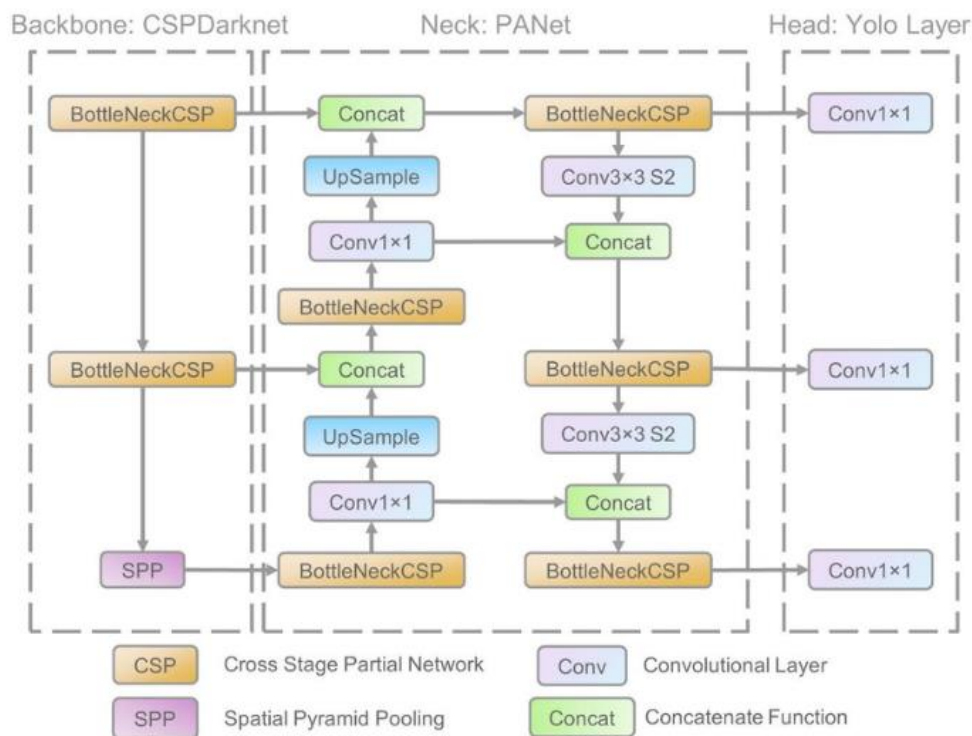 Backbone: CSPDarknet
Neck: PANet
Head: Yolo Layer
BottleNeckCSP
Concat
BottleNeckCSP
Conv1×1
UpSample
Conv3×3 S2
Conv1×1
Concat
BottleNeckCSP
BottleNeckCSP
Concat
BottleNeckCSP
Conv1×1
UpSample
Conv3×3 S2
Conv1×1
Concat
SPP
BottleNeckCSP
BottleNeckCSP
Conv1×1
CSP
Cross Stage Partial Network
Conv
Convolutional Layer
SPP
Spatial Pyramid Pooling
Concat
Concatenate Function